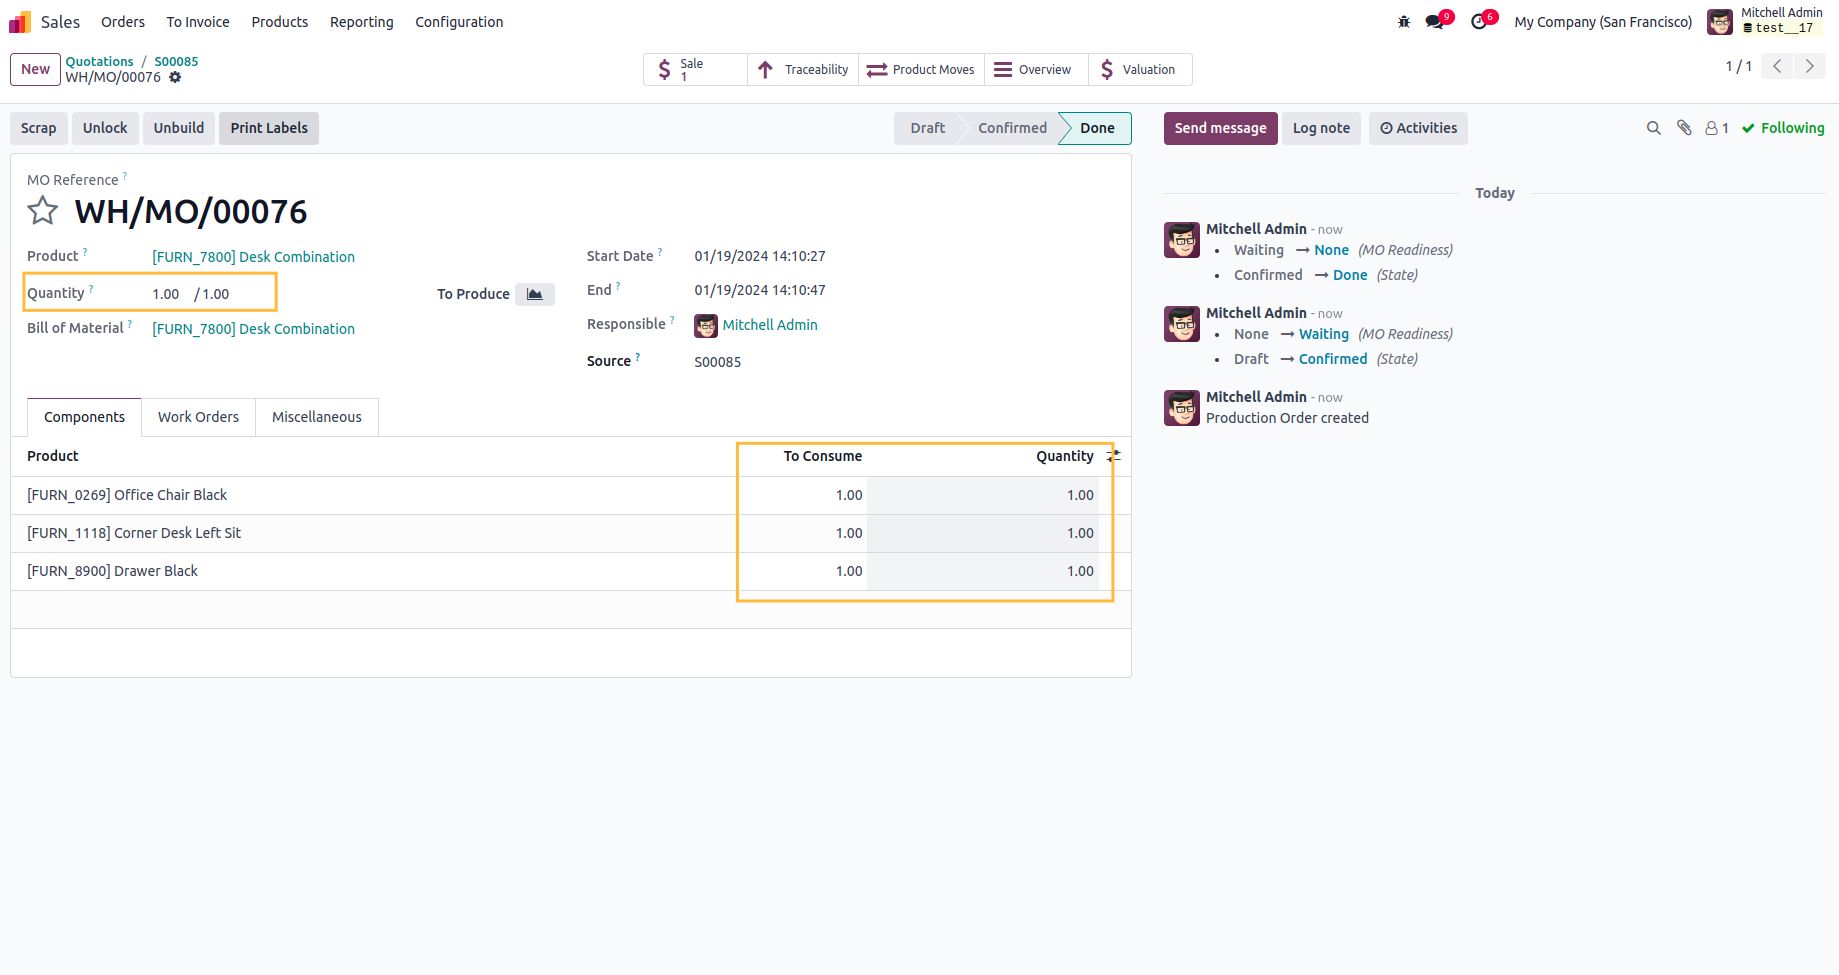 Sales Orders To Invoice Products Reporting Configuration 9 6 My Company (San Francisco) Mitchell Admin
test__17
New Quotations / S00085
WH/MO/00076
Sale
1
Traceability Product Moves Overview Valuation 1 / 1
Scrap Unlock Unbuild Print Labels Draft Confirmed Done
Send message Log note Activities 1 Following
MO Reference ?
WH/MO/00076
Product ? [FURN_7800] Desk Combination
Quantity ? 1.00 / 1.00 To Produce
Bill of Material ? [FURN_7800] Desk Combination
Start Date ? 01/19/2024 14:10:27
End ? 01/19/2024 14:10:47
Responsible ? Mitchell Admin
Source ? S00085
Components Work Orders Miscellaneous
Product To Consume Quantity
[FURN_0269] Office Chair Black 1.00 1.00
[FURN_1118] Corner Desk Left Sit 1.00 1.00
[FURN_8900] Drawer Black 1.00 1.00
Today
Mitchell Admin - now
• Waiting → None (MO Readiness)
• Confirmed → Done (State)
Mitchell Admin - now
• None → Waiting (MO Readiness)
• Draft → Confirmed (State)
Mitchell Admin - now
Production Order created